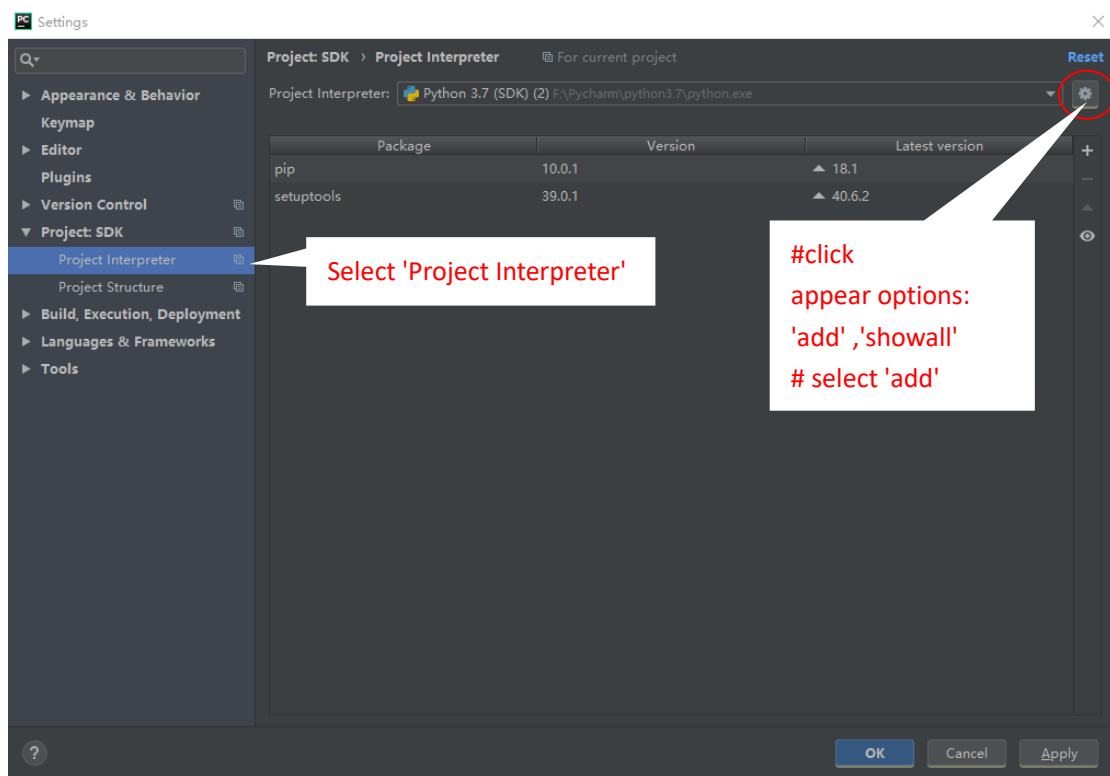 PC Settings
Project: SDK › Project Interpreter For current project Reset
Appearance & Behavior
Keymap
Editor
Plugins
Version Control
Project: SDK
Project Interpreter
Project Structure
Build, Execution, Deployment
Languages & Frameworks
Tools
Project Interpreter: Python 3.7 (SDK) (2) F:\Pycharm\python3.7\python.exe
Package Version Latest version
pip 10.0.1 18.1
setuptools 39.0.1 40.6.2
Select 'Project Interpreter'
#click
appear options:
'add' ,'showall'
# select 'add'
?
OK Cancel Apply